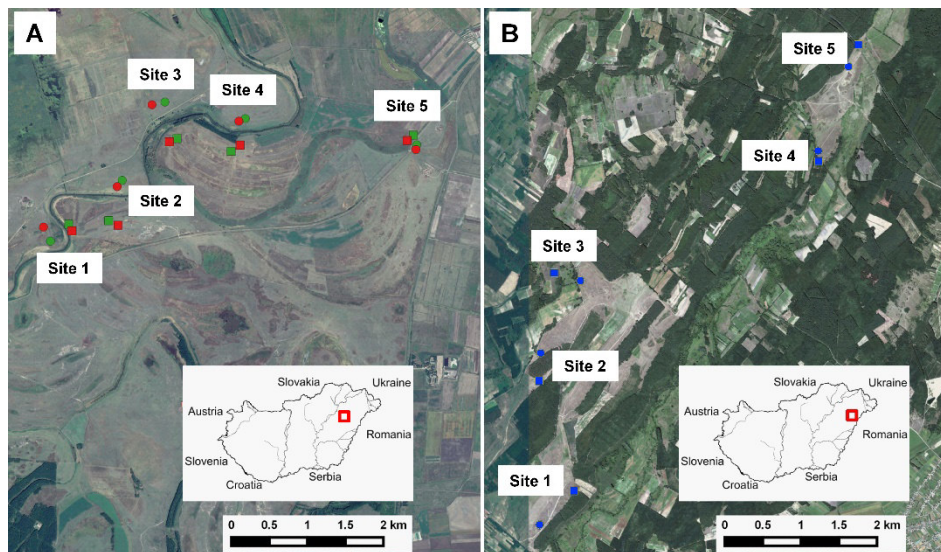 A
Site 3
Site 4
Site 5
Site 2
Site 1
Slovakia
Ukraine
Austria
Romania
Slovenia
Serbia
Croatia
0 0.5 1 1.5 2 km
B
Site 5
Site 4
Site 3
Site 2
Site 1
Slovakia
Ukraine
Austria
Romania
Slovenia
Serbia
Croatia
0 0.5 1 1.5 2 km